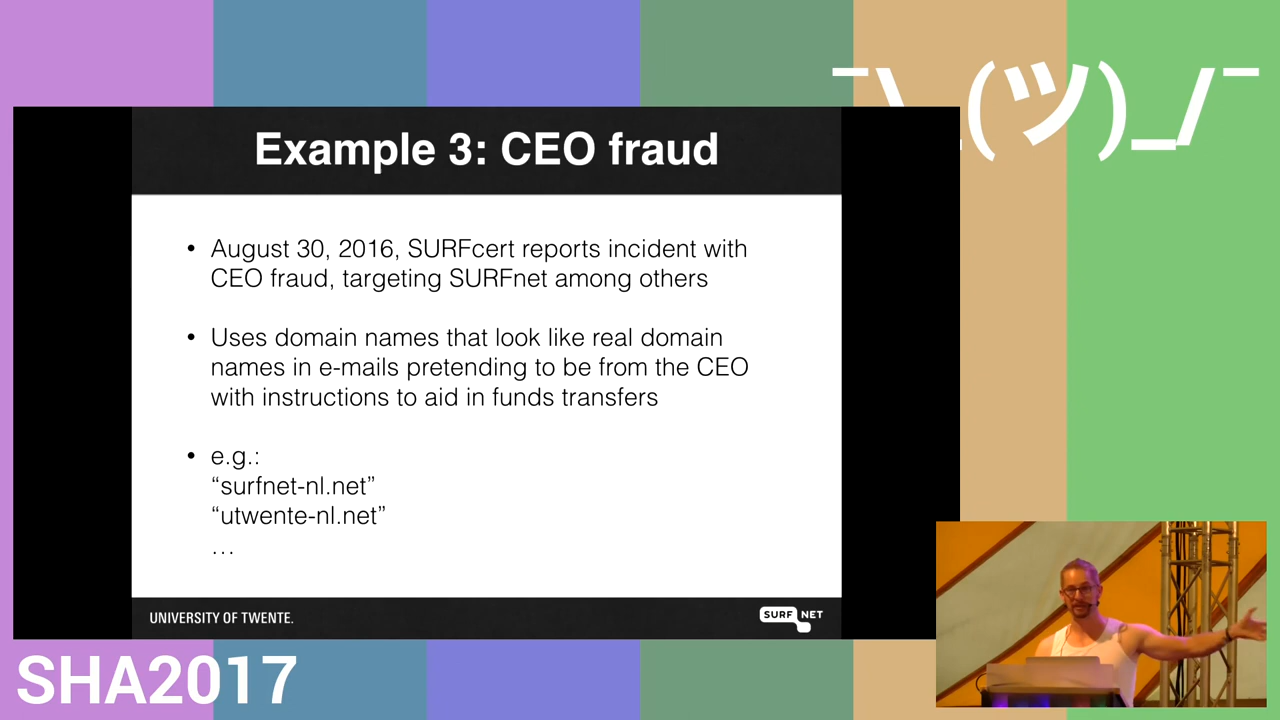 ¯\_(ツ)_/¯
Example 3: CEO fraud
• August 30, 2016, SURFcert reports incident with
CEO fraud, targeting SURFnet among others
• Uses domain names that look like real domain
names in e-mails pretending to be from the CEO
with instructions to aid in funds transfers
• e.g.:
“surfnet-nl.net”
“utwente-nl.net”
…
UNIVERSITY OF TWENTE.
SURF NET
SHA2017